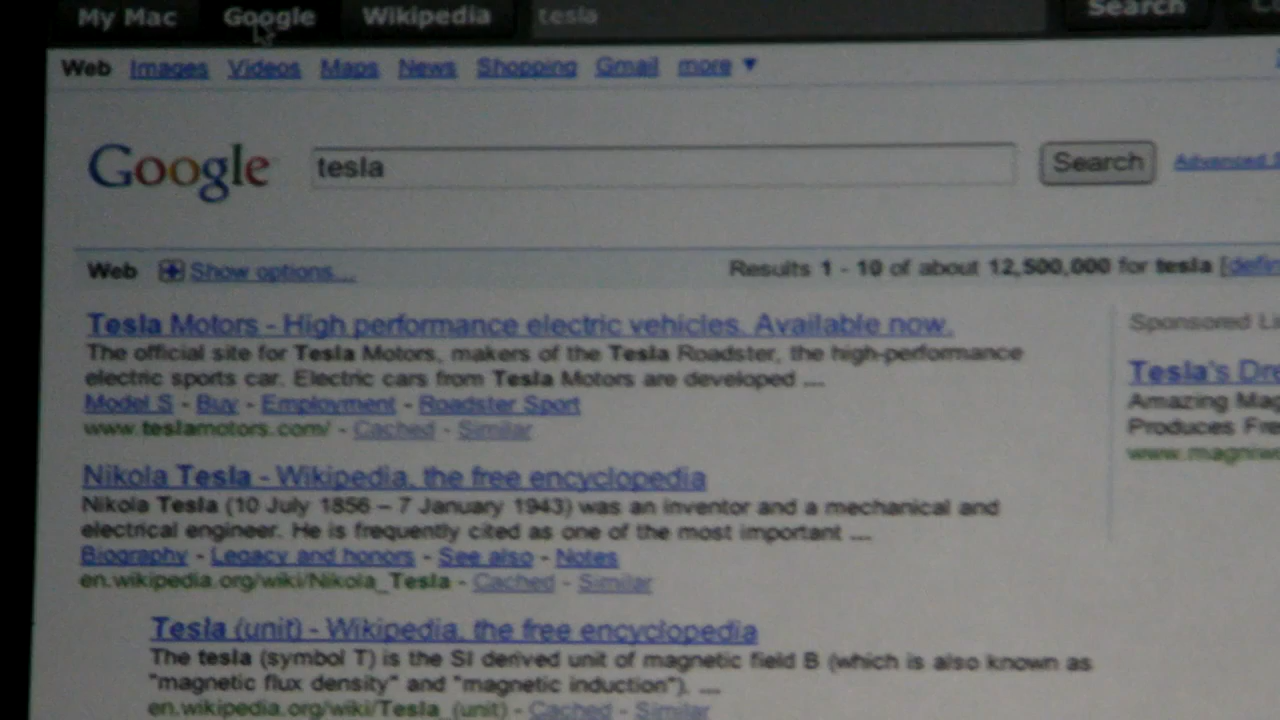 My Mac Google Wikipedia tesla Search
Web Images Videos Maps News Shopping Gmail more
Google tesla Search Advanced
Web Show options... Results 1 - 10 of about 12,500,000 for tesla
Tesla Motors - High performance electric vehicles. Available now.
The official site for Tesla Motors, makers of the Tesla Roadster, the high-performance
electric sports car. Electric cars from Tesla Motors are developed ...
Model S - Buy - Employment - Roadster Sport
www.teslamotors.com/ - Cached - Similar
Nikola Tesla - Wikipedia, the free encyclopedia
Nikola Tesla (10 July 1856 – 7 January 1943) was an inventor and a mechanical and
electrical engineer. He is frequently cited as one of the most important ...
Biography - Legacy and honors - See also - Notes
en.wikipedia.org/wiki/Nikola_Tesla - Cached - Similar
Tesla (unit) - Wikipedia, the free encyclopedia
The tesla (symbol T) is the SI derived unit of magnetic field B (which is also known as
"magnetic flux density" and "magnetic induction"). ...
en.wikipedia.org/wiki/Tesla_(unit) - Cached - Similar
Sponsored
Tesla's
Amazing
Produces